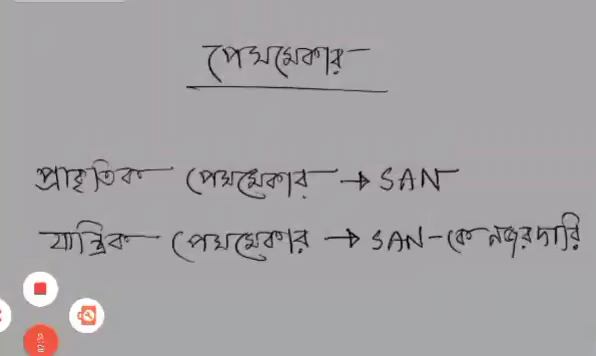 পেসমেকার
প্রাকৃতিক পেসমেকার → SAN
যান্ত্রিক পেসমেকার → SAN-কে নজরদারি